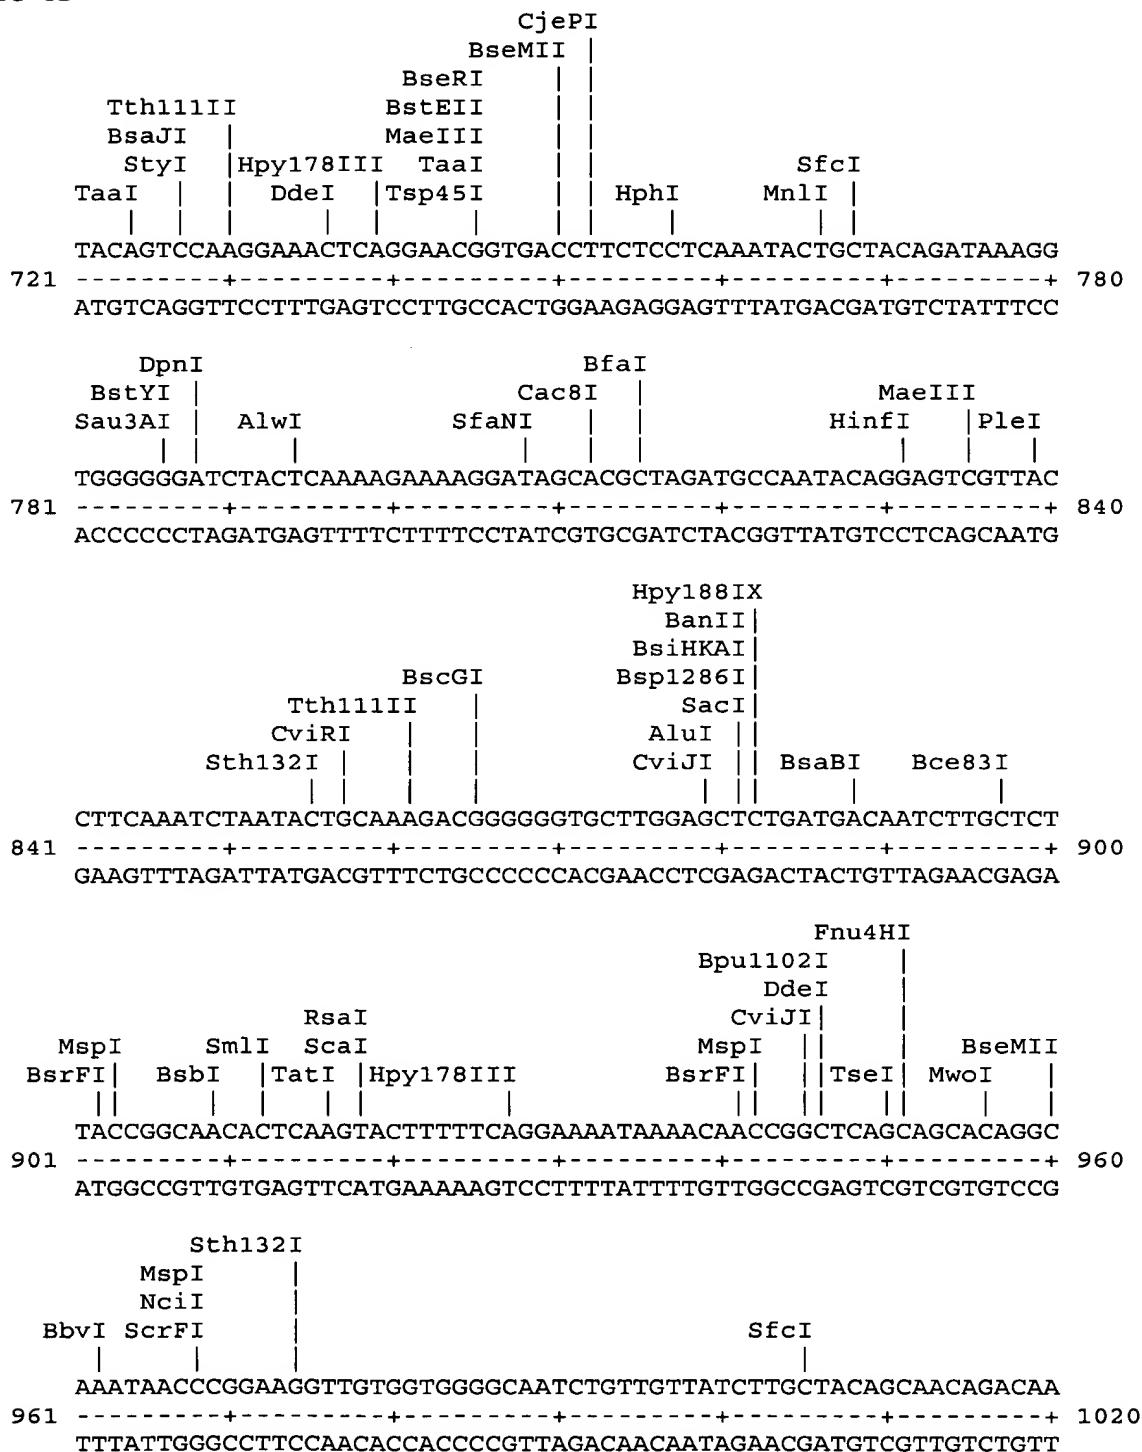 CjePI
BseMII |
BseRI | |
BstEII | |
Tth111II MaeIII | |
BsaJI | TaaI | |
StyI |Hpy178III | | SfcI
TaaI | | DdeI |Tsp45I | | HphI MnlI |
TACAGTCCAAGGAAACTCAGGAACGGTGACCTTCTCCTCAAATACTGCTACAGATAAAGG
721 ---------+---------+---------+---------+---------+---------+ 780
ATGTCAGGTTCCTTTGAGTCCTTGCCACTGGAAGAGGAGTTTATGACGATGTCTATTTCC
DpnI BfaI
BstYI | Cac8I | MaeIII
Sau3AI | AlwI SfaNI | | HinfI |PleI
TGGGGGGATCTACTCAAAAGAAAAGGATAGCACGCTAGATGCCAATACAGGAGTCGTTAC
781 ---------+---------+---------+---------+---------+---------+ 840
ACCCCCCTAGATGAGTTTTCTTTTCCTATCGTGCGATCTACGGTTATGTCCTCAGCAATG
Hpy188IX
BanII|
BsiHKAI|
BscGI Bsp1286I|
Tth111II | SacI|
CviRI | | AluI ||
Sth132I | | | CviJI || BsaBI Bce83I
CTTCAAATCTAATACTGCAAAGACGGGGGGTGCTTGGAGCTCTGATGACAATCTTGCTCT
841 ---------+---------+---------+---------+---------+---------+ 900
GAAGTTTAGATTATGACGTTTCTGCCCCCCACGAACCTCGAGACTACTGTTAGAACGAGA
Fnu4HI
Bpu1102I |
DdeI |
RsaI CviJI| |
MspI SmlI ScaI MspI || | BseMII
BsrFI| BsbI |TatI |Hpy178III BsrFI| || TseI| MwoI |
TACCGGCAACACTCAAGTACTTTTTCAGGAAAATAAAACAACCGGCTCAGCAGCACAGGC
901 ---------+---------+---------+---------+---------+---------+ 960
ATGGCCGTTGTGAGTTCATGAAAAAGTCCTTTTATTTTGTTGGCCGAGTCGTCGTGTCCG
Sth132I
MspI |
NciI |
BbvI ScrFI | SfcI
AAATAACCCGGAAGGTTGTGGTGGGGCAATCTGTTGTTATCTTGCTACAGCAACAGACAA
961 ---------+---------+---------+---------+---------+---------+ 1020
TTTATTGGGCCTTCCAACACCACCCCGTTAGACAACAATAGAACGATGTCGTTGTCTGTT